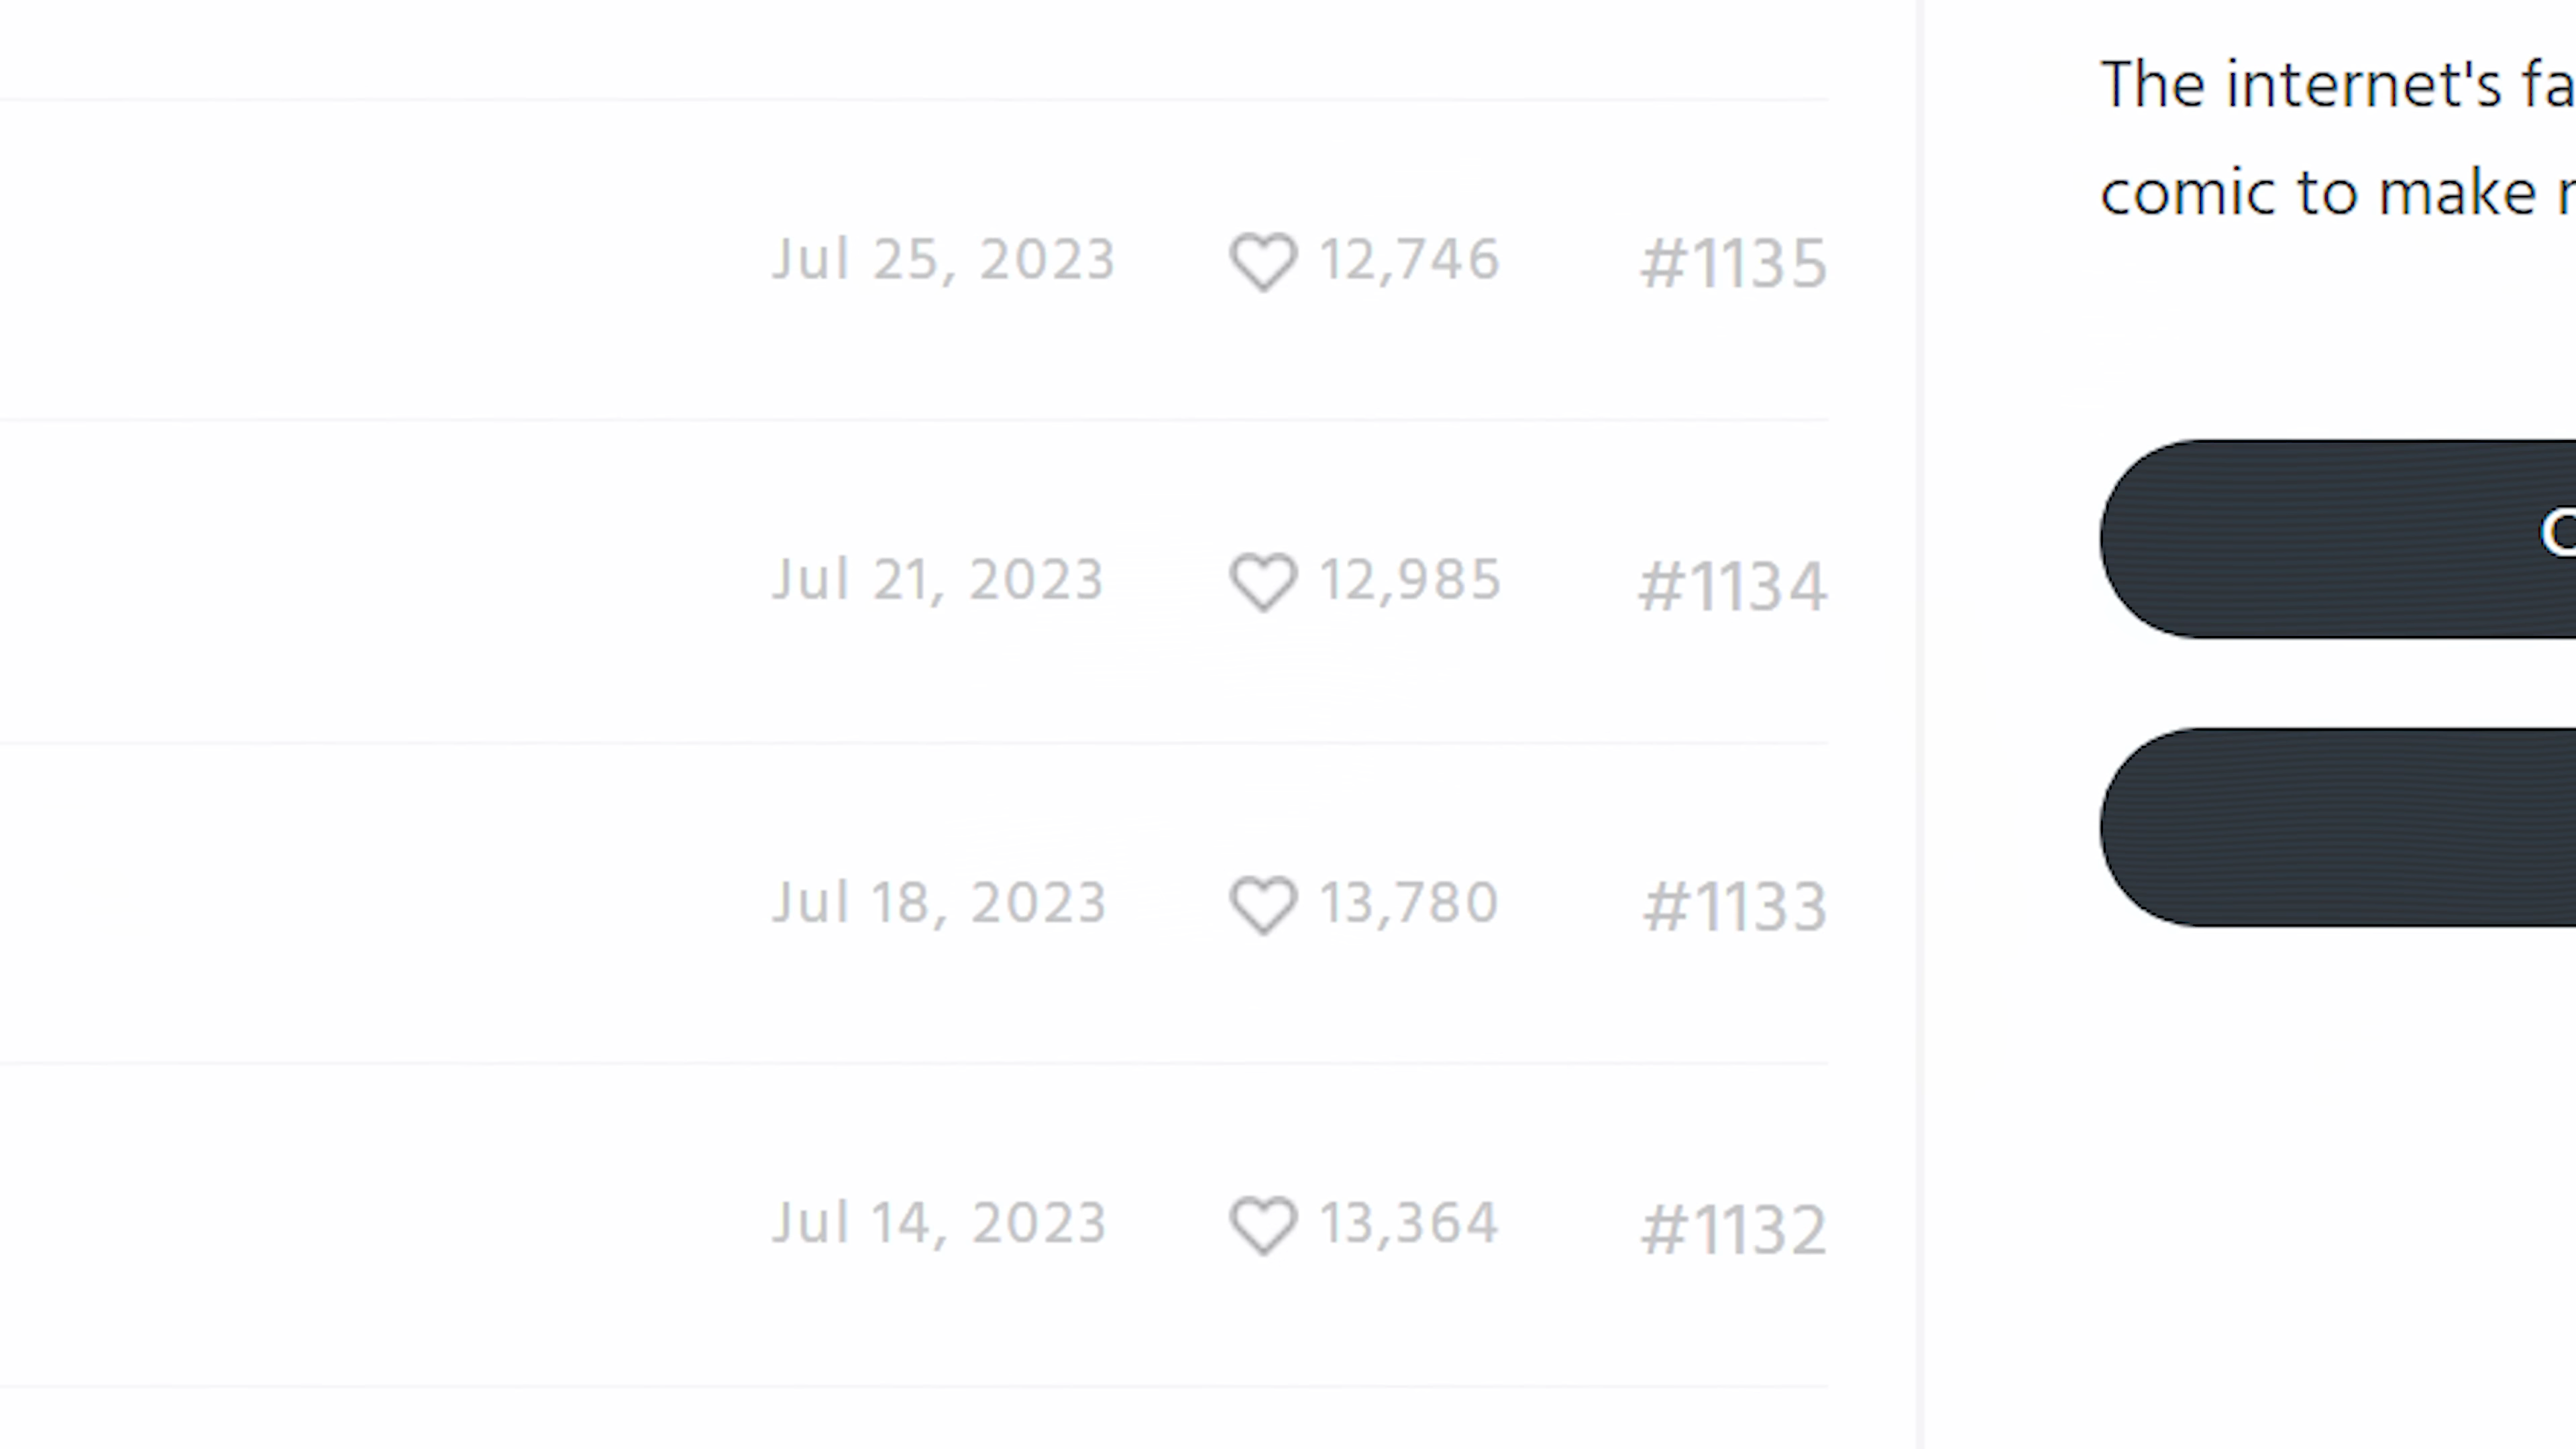 The internet's
comic to make
Jul 25, 2023 12,746 #1135
Jul 21, 2023 12,985 #1134
Jul 18, 2023 13,780 #1133
Jul 14, 2023 13,364 #1132